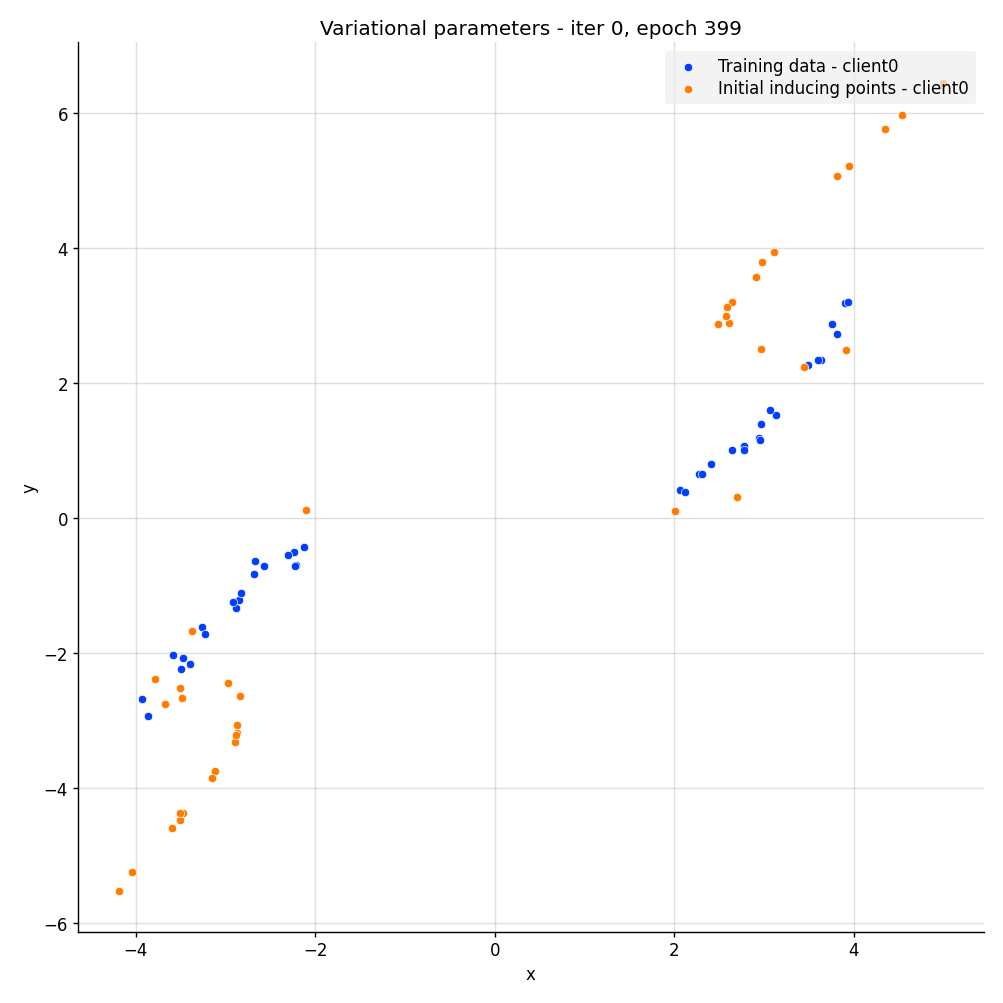 Variational parameters - iter 0, epoch 399
Training data - client0
Initial inducing points - client0
6
4
2
0
−2
−4
−6
y
−4
−2
0
2
4
x